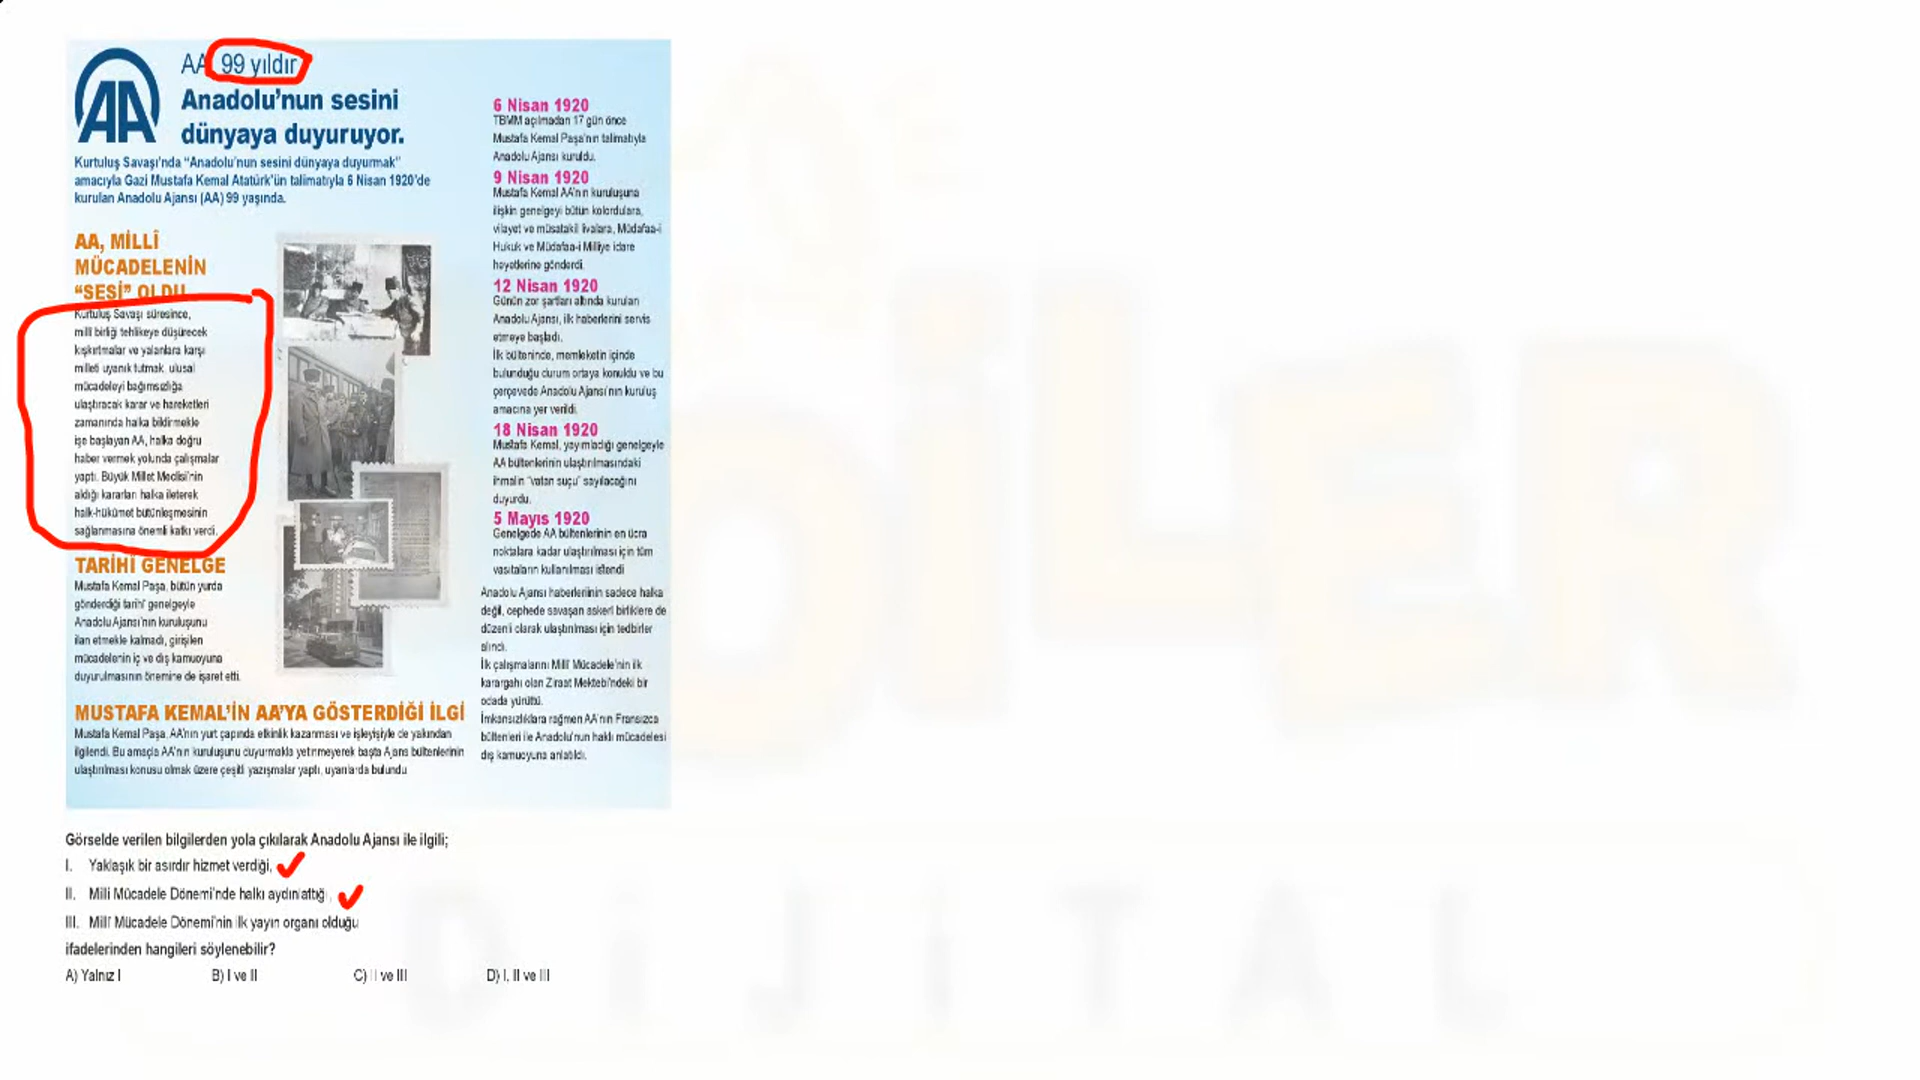 AA
AA 99 yıldır
Anadolu'nun sesini
dünyaya duyuruyor.
Kurtuluş Savaşı'nda "Anadolu'nun sesini dünyaya duyurmak"
amacıyla Gazi Mustafa Kemal Atatürk'ün talimatıyla 6 Nisan 1920'de
kurulan Anadolu Ajansı (AA) 99 yaşında.
AA, MİLLÎ
MÜCADELENİN
"SESİ" OLDU
Kurtuluş Savaşı süresince,
millî birliği tehlikeye düşürecek
kışkırtmalar ve yalanlara karşı
milleti uyanık tutmak, ulusal
mücadeleyi bağımsızlığa
ulaştıracak karar ve hareketleri
zamanında halka bildirmekle
işe başlayan AA, halka doğru
haber vermek yolunda çalışmalar
yaptı. Büyük Millet Meclisi'nin
aldığı kararları halka ileterek
halk-hükümet bütünleşmesinin
sağlanmasına önemli katkı verdi.
TARİHÎ GENELGE
Mustafa Kemal Paşa, bütün yurda
gönderdiği tarihî genelgeyle
Anadolu Ajansı'nın kuruluşunu
ilan etmekle kalmadı, girişilen
mücadelenin iç ve dış kamuoyuna
duyurulmasının önemine de işaret etti.
MUSTAFA KEMAL'İN AA'YA GÖSTERDİĞİ İLGİ
Mustafa Kemal Paşa, AA'nın yurt çapında etkinlik kazanması ve işleyişiyle de yakından
ilgilendi. Bu amaçla AA'nın kuruluşunu duyurmakla yetinmeyerek başta Ajans bültenlerinin
ulaştırılması konusu olmak üzere çeşitli yazışmalar yaptı, uyarılarda bulundu
6 Nisan 1920
TBMM açılmadan 17 gün önce
Mustafa Kemal Paşa'nın talimatıyla
Anadolu Ajansı kuruldu.
9 Nisan 1920
Mustafa Kemal AA'nın kuruluşuna
ilişkin genelgeyi bütün kolordulara,
vilayet ve müstakil livalara, Müdafaa-i
Hukuk ve Müdafaa-i Milliye idare
heyetlerine gönderdi.
12 Nisan 1920
Günün zor şartları altında kurulan
Anadolu Ajansı, ilk haberlerini servis
etmeye başladı.
İlk bülteninde, memleketin içinde
bulunduğu durum ortaya konuldu ve bu
çerçevede Anadolu Ajansı'nın kuruluş
amacına yer verildi.
18 Nisan 1920
Mustafa Kemal, yayımladığı genelgeyle
AA bültenlerinin ulaştırılmasındaki
ihmalin "vatan suçu" sayılacağını
duyurdu.
5 Mayıs 1920
Genelgede AA bültenlerinin en ücra
noktalara kadar ulaştırılması için tüm
vasıtaların kullanılması istendi
Anadolu Ajansı haberlerinin sadece halka
değil, cephede savaşan askerî birliklere de
düzenli olarak ulaştırılması için tedbirler
alındı.
İlk çalışmalarını Millî Mücadele'nin ilk
karargahı olan Ziraat Mektebi'ndeki bir
odada yürüttü.
İmkansızlıklara rağmen AA'nın Fransızca
bültenleri ile Anadolu'nun haklı mücadelesi
dış kamuoyuna anlatıldı.
Görselde verilen bilgilerden yola çıkılarak Anadolu Ajansı ile ilgili;
I. Yaklaşık bir asırdır hizmet verdiği,
II. Millî Mücadele Dönemi'nde halkı aydınlattığı,
III. Millî Mücadele Dönemi'nin ilk yayın organı olduğu
ifadelerinden hangileri söylenebilir?
A) Yalnız I B) I ve II C) II ve III D) I, II ve III
DİJİTAL